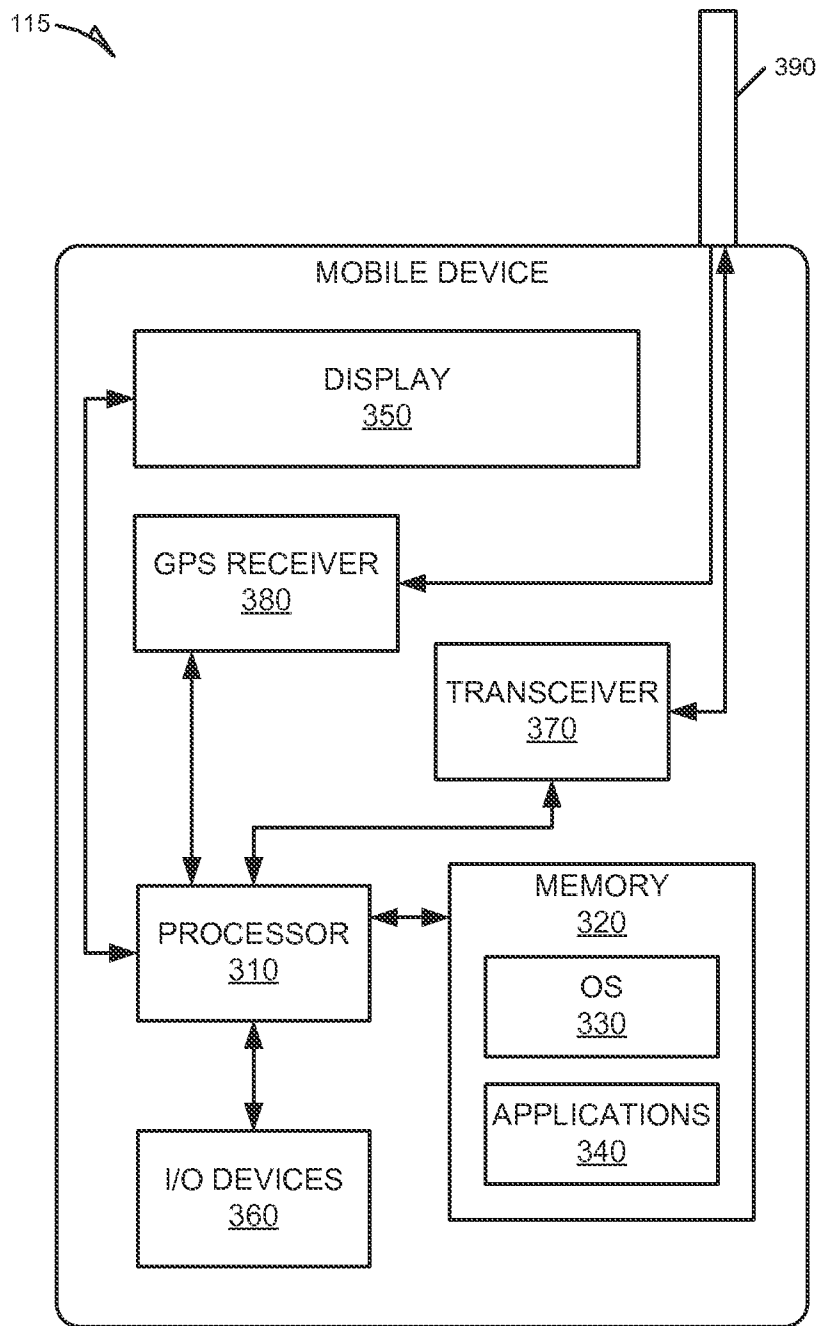 115
390
MOBILE DEVICE
DISPLAY
350
GPS RECEIVER
380
TRANSCEIVER
370
PROCESSOR
310
MEMORY
320
OS
330
APPLICATIONS
340
I/O DEVICES
360